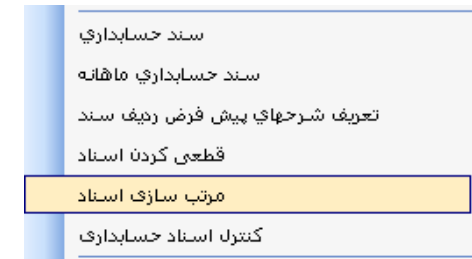 سند حسابداري
سند حسابداري ماهانه
تعريف شرحهاي پيش فرض رديف سند
قطعی کردن اسناد
مرتب سازی اسناد
کنترل اسناد حسابداری